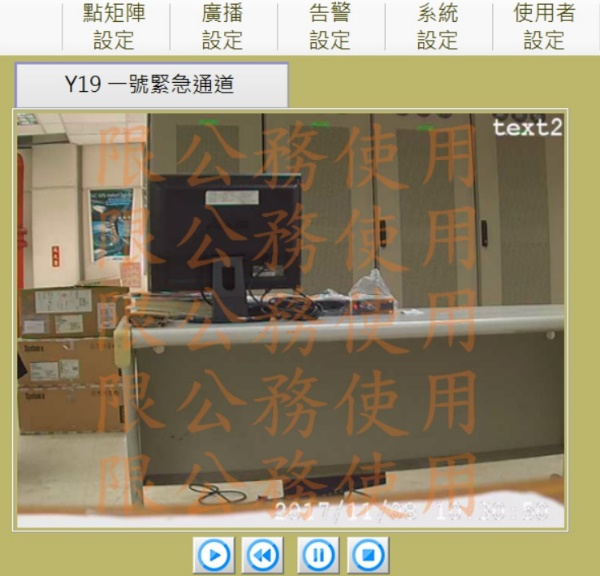 點矩陣
設定
廣播
設定
告警
設定
系統
設定
使用者
設定
Y19 一號緊急通道
text2
限公務使用
限公務使用
限公務使用
限公務使用
限公務使用